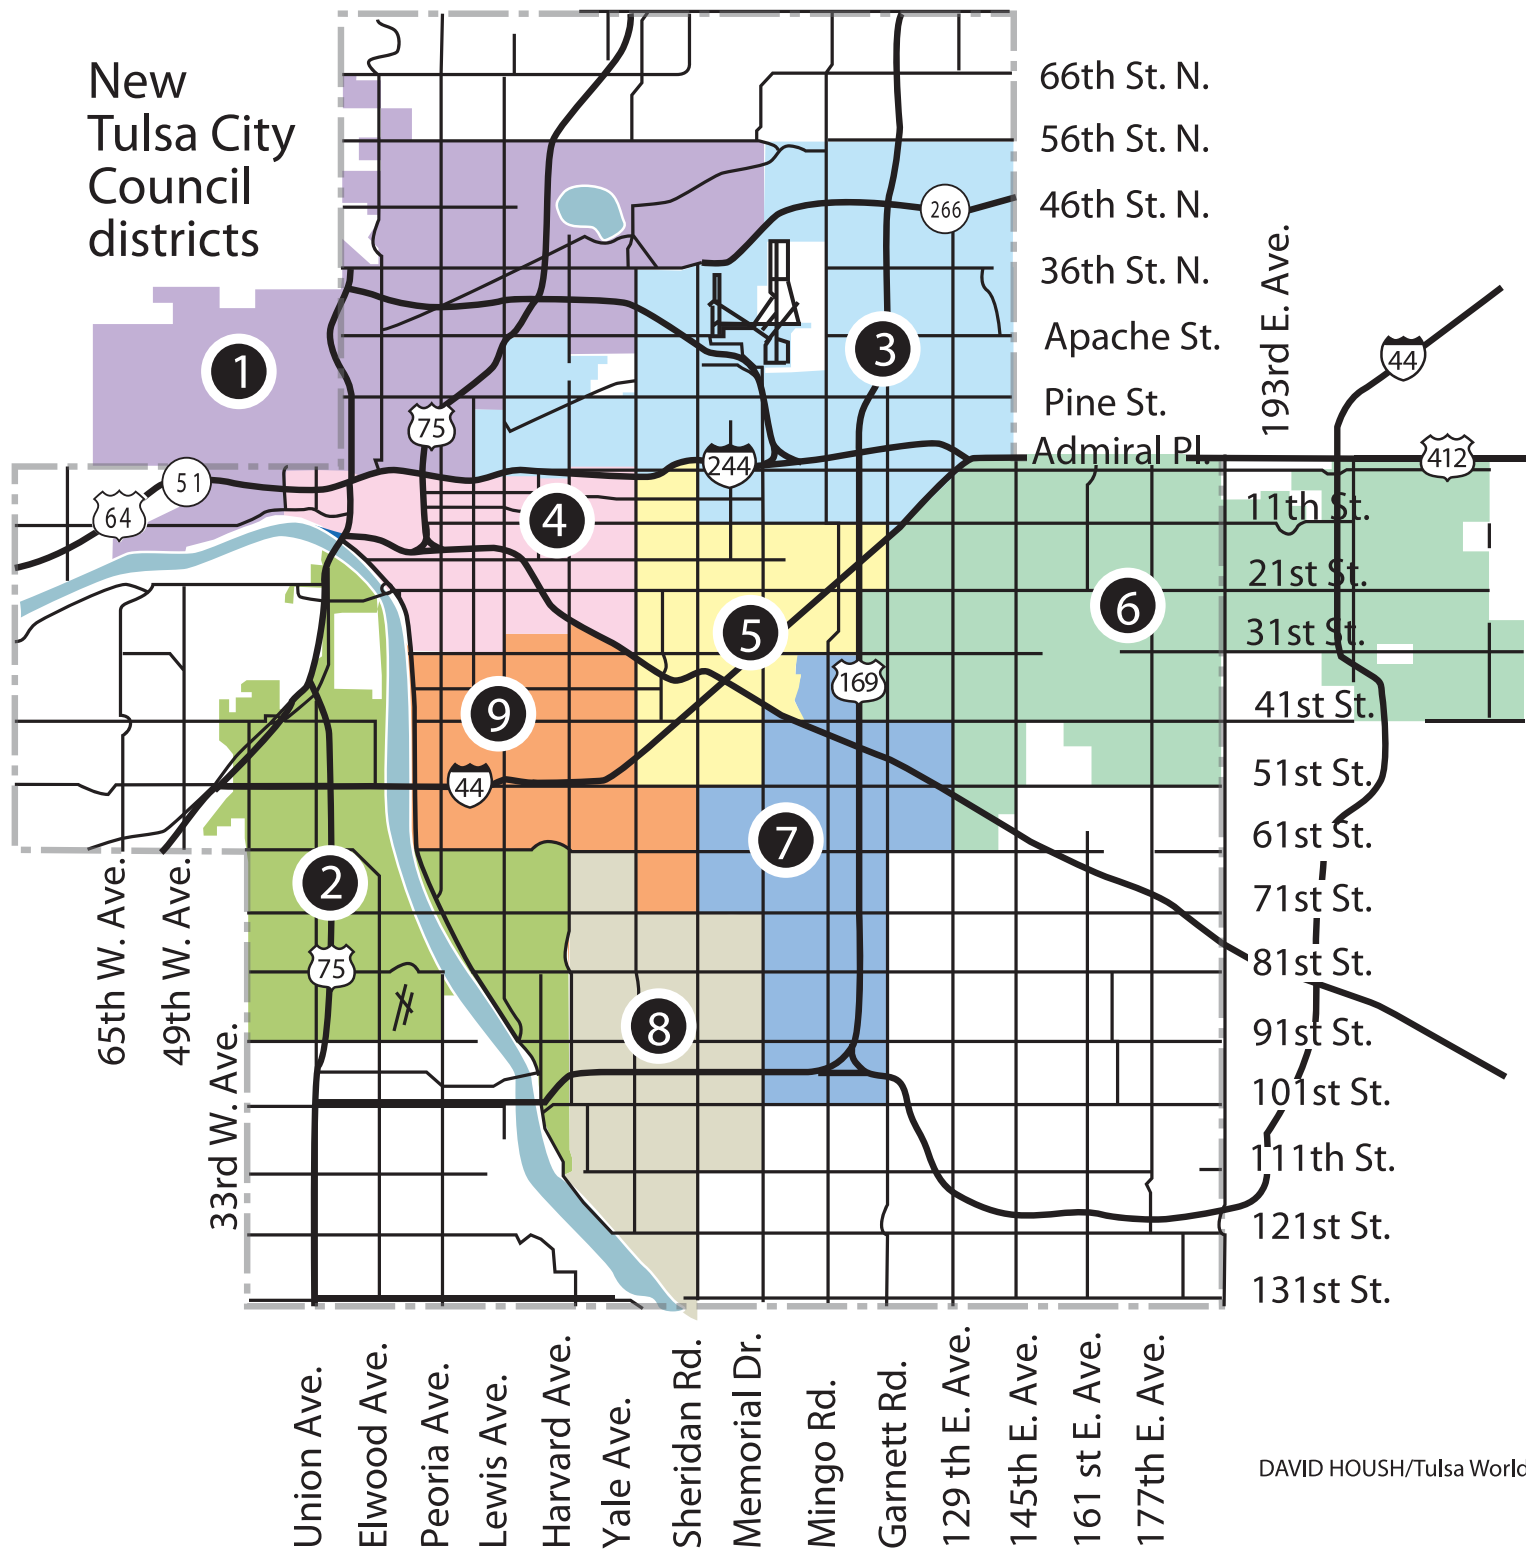 New
Tulsa City
Council
districts
66th St. N.
56th St. N.
46th St. N.
36th St. N.
Apache St.
Pine St.
Admiral Pl.
193rd E. Ave.
11th St.
21st St.
31st St.
41st St.
51st St.
61st St.
71st St.
81st St.
91st St.
101st St.
111th St.
121st St.
131st St.
266
44
412
75
244
51
64
169
44
75
1
2
3
4
5
6
7
8
9
65th W. Ave.
49th W. Ave.
33rd W. Ave.
Union Ave.
Elwood Ave.
Peoria Ave.
Lewis Ave.
Harvard Ave.
Yale Ave.
Sheridan Rd.
Memorial Dr.
Mingo Rd.
Garnett Rd.
129 th E. Ave.
145th E. Ave.
161 st E. Ave.
177th E. Ave.
DAVID HOUSH/Tulsa World